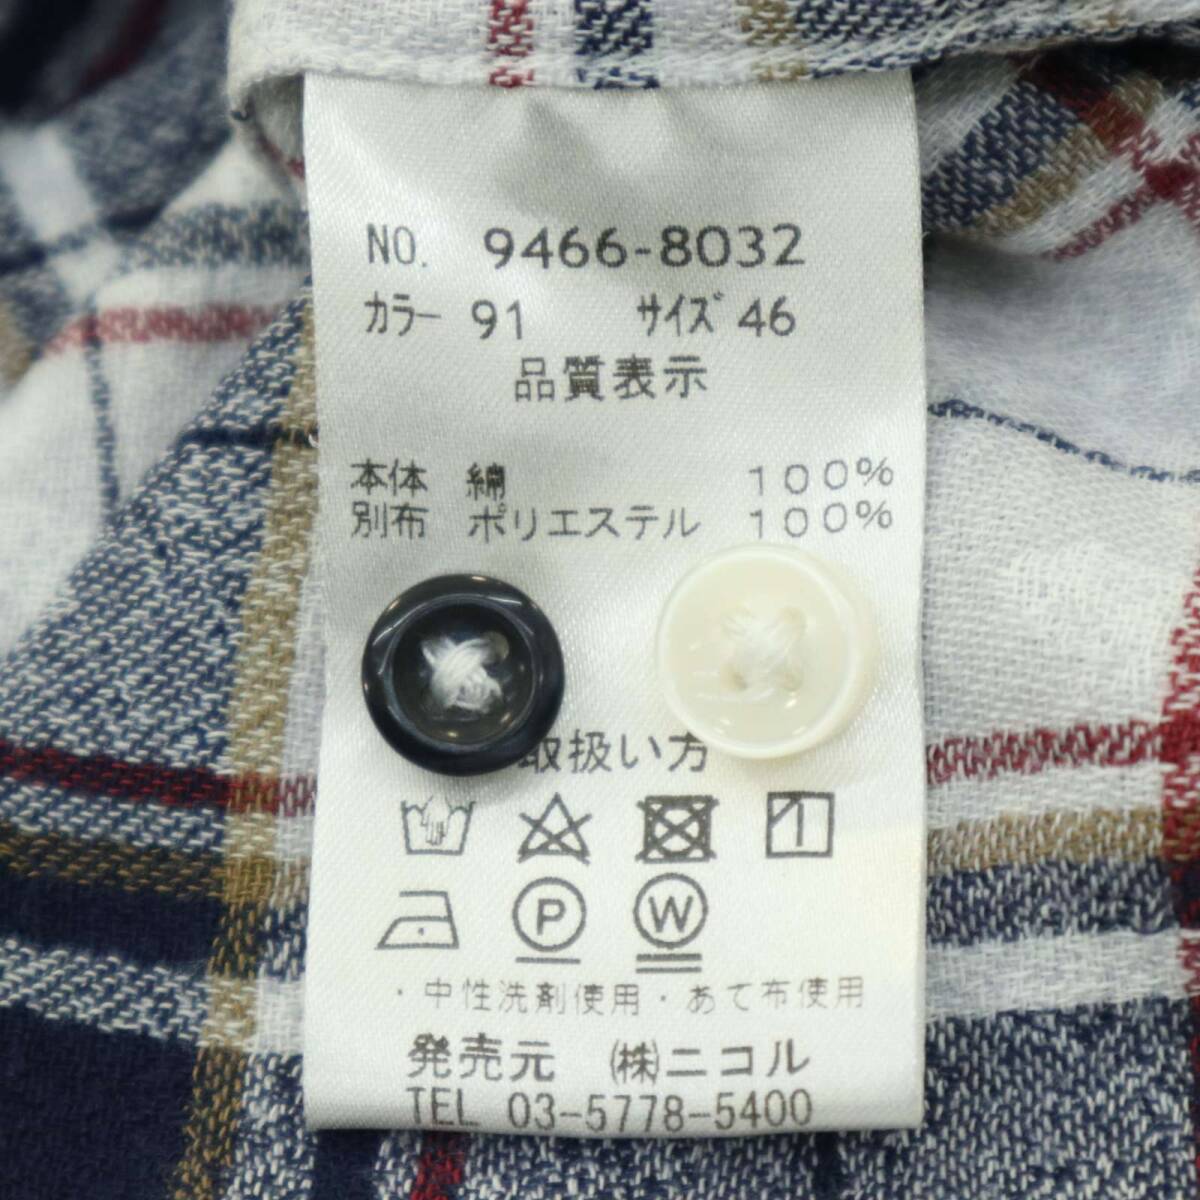 NO. 9466-8032
カラー 91 サイズ 46
品質表示
本体 綿 100%
別布 ポリエステル 100%
取扱い方
P W
・中性洗剤使用・あて布使用
発売元 (株)ニコル
TEL 03-5778-5400